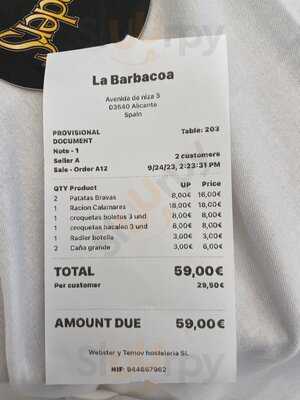 La Barbacoa
Avenida de niza 3
03540 Alicante
Spain
PROVISIONAL
DOCUMENT
Table: 203
Note - 1
Seller A
2 customers
Sale - Order A12
9/24/23, 2:23:31 PM
QTY Product UP Price
2 Patatas Bravas 8,00€ 16,00€
1 Racion Calamares 18,00€ 18,00€
1 croquetas boletus 3 und 8,00€ 8,00€
1 croquetas bacalao 3 und 8,00€ 8,00€
1 Radler botella 3,00€ 3,00€
2 Caña grande 3,00€ 6,00€
TOTAL 59,00€
Per customer 29,50€
AMOUNT DUE 59,00€
Webster y Ternov hosteleria SL
NIF: 944667962